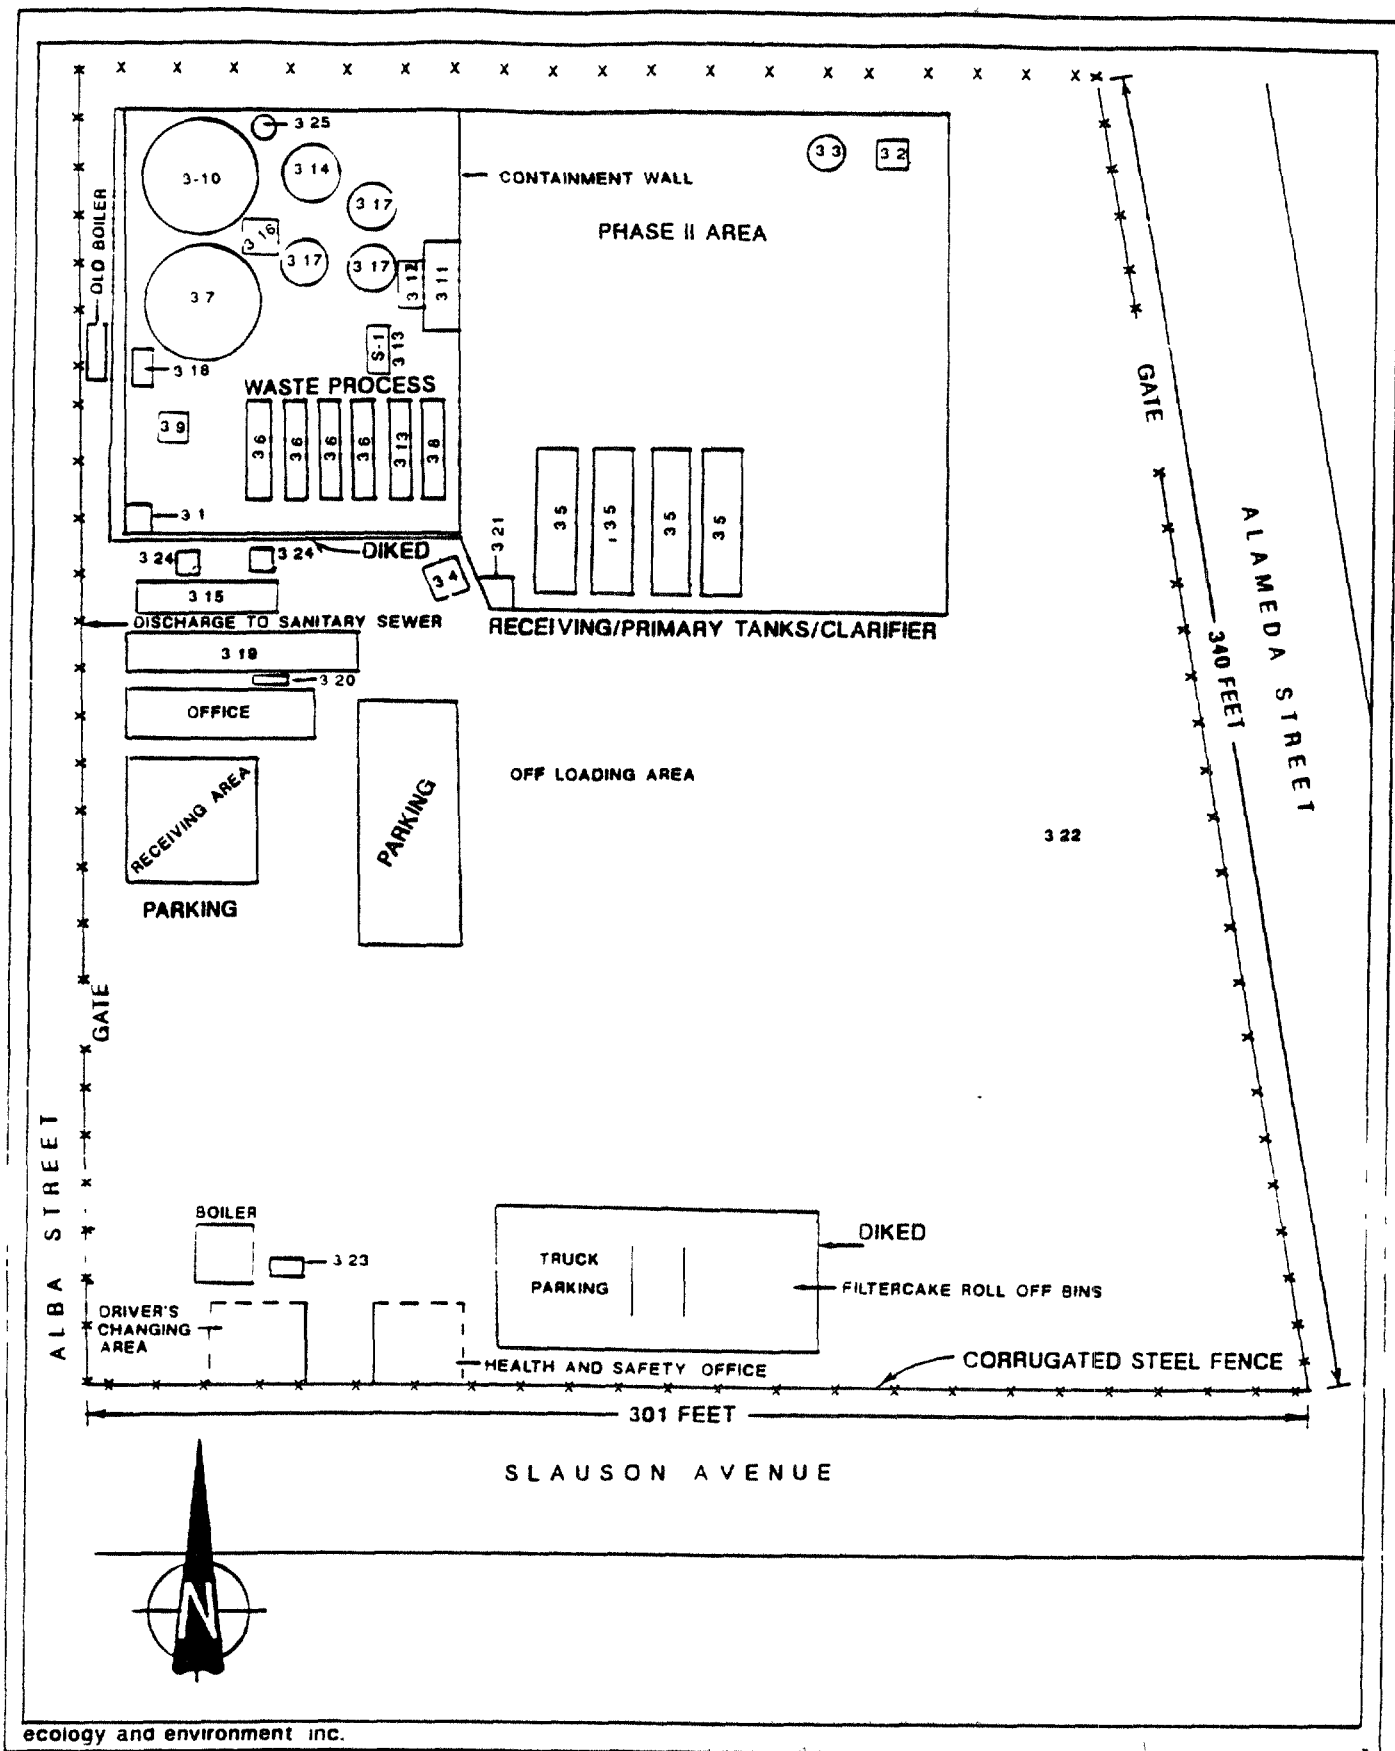 3 25
3-10
3 14
3 3
3 2
CONTAINMENT WALL
3 17
PHASE II AREA
OLD BOILER
3 16
3 17
3 17
3 12
3 11
3 7
S-1
3 13
3 18
WASTE PROCESS
GATE
3 9
3 6
3 6
3 6
3 6
3 13
3 8
3 5
3 5
3 5
3 5
3 1
3 21
DIKED
3 24
3 24
3 4
3 15
DISCHARGE TO SANITARY SEWER
RECEIVING/PRIMARY TANKS/CLARIFIER
ALAMEDA STREET
340 FEET
3 19
3 20
OFFICE
OFF LOADING AREA
RECEIVING AREA
PARKING
3 22
PARKING
GATE
ALBA STREET
BOILER
3 23
DIKED
TRUCK
PARKING
FILTERCAKE ROLL OFF BINS
DRIVER'S
CHANGING
AREA
HEALTH AND SAFETY OFFICE
CORRUGATED STEEL FENCE
301 FEET
SLAUSON AVENUE
N
ecology and environment inc.